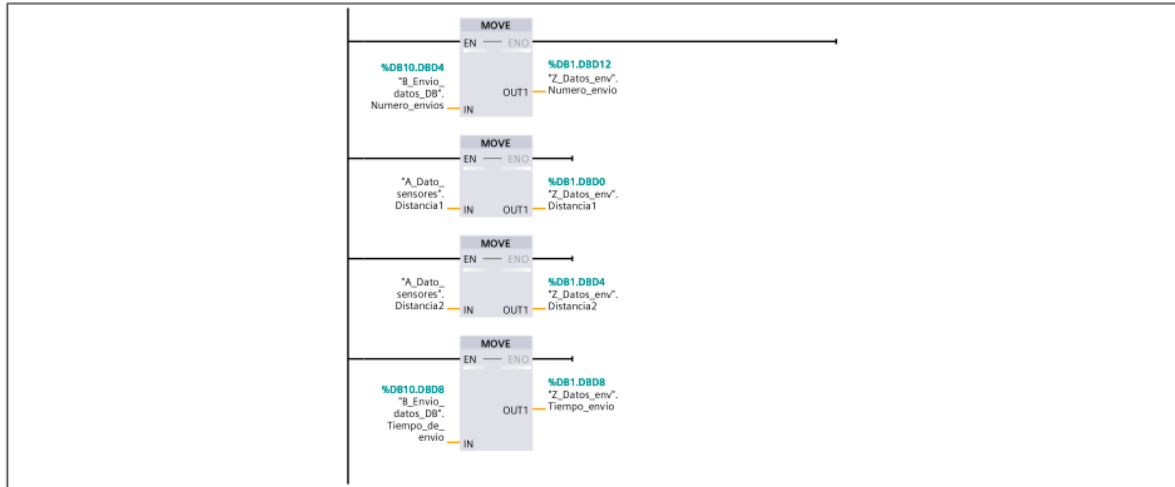 MOVE
EN ENO
%DB10.DBD4
"B_Envio_
datos_DB".
Numero_envios
IN
OUT1
%DB1.DBD12
"Z_Datos_env".
Numero_envio
MOVE
EN ENO
"A_Dato_
sensores".
Distancia1
IN
OUT1
%DB1.DBD0
"Z_Datos_env".
Distancia1
MOVE
EN ENO
"A_Dato_
sensores".
Distancia2
IN
OUT1
%DB1.DBD4
"Z_Datos_env".
Distancia2
MOVE
EN ENO
%DB10.DBD8
"B_Envio_
datos_DB".
Tiempo_de_
envio
IN
OUT1
%DB1.DBD8
"Z_Datos_env".
Tiempo_envio